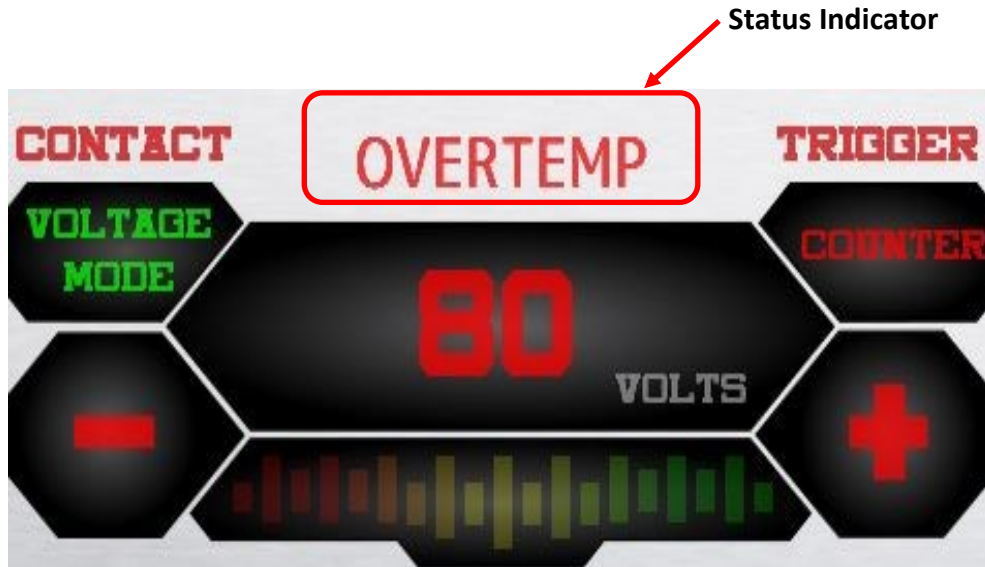 Status Indicator
CONTACT
OVERTEMP
TRIGGER
VOLTAGE
MODE
COUNTER
80
VOLTS
-
+